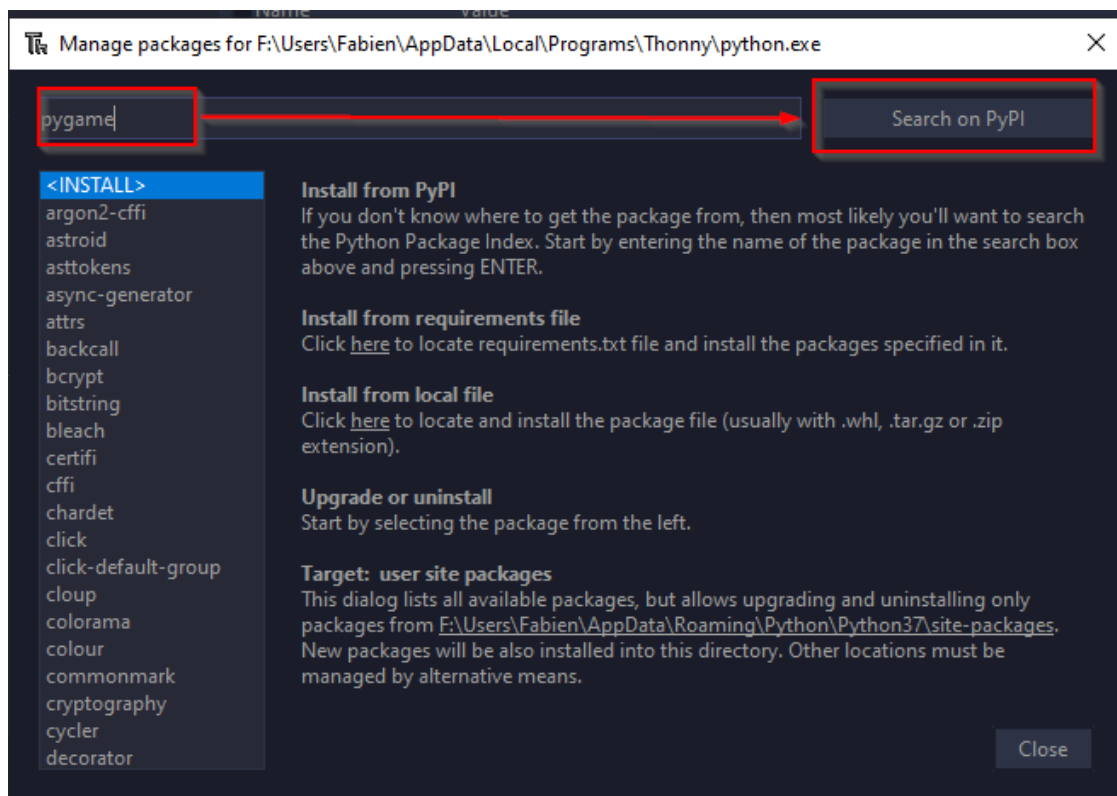 Name Value
Manage packages for F:\Users\Fabien\AppData\Local\Programs\Thonny\python.exe
pygame
Search on PyPI
<INSTALL>
argon2-cffi
astroid
asttokens
async-generator
attrs
backcall
bcrypt
bitstring
bleach
certifi
cffi
chardet
click
click-default-group
cloup
colorama
colour
commonmark
cryptography
cycler
decorator
Install from PyPI
If you don't know where to get the package from, then most likely you'll want to search
the Python Package Index. Start by entering the name of the package in the search box
above and pressing ENTER.
Install from requirements file
Click here to locate requirements.txt file and install the packages specified in it.
Install from local file
Click here to locate and install the package file (usually with .whl, .tar.gz or .zip
extension).
Upgrade or uninstall
Start by selecting the package from the left.
Target:  user site packages
This dialog lists all available packages, but allows upgrading and uninstalling only
packages from F:\Users\Fabien\AppData\Roaming\Python\Python37\site-packages.
New packages will be also installed into this directory. Other locations must be
managed by alternative means.
Close